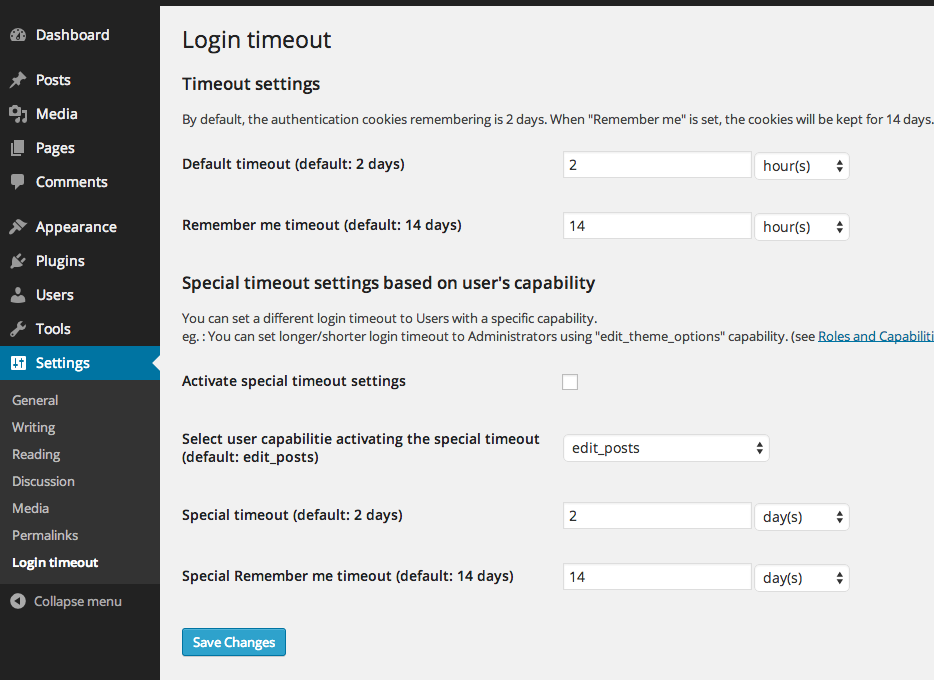 Dashboard
Posts
Media
Pages
Comments
Appearance
Plugins
Users
Tools
Settings
General
Writing
Reading
Discussion
Media
Permalinks
Login timeout
Collapse menu
Login timeout
Timeout settings
By default, the authentication cookies remembering is 2 days. When "Remember me" is set, the cookies will be kept for 14 days.
Default timeout (default: 2 days)
2
hour(s)
Remember me timeout (default: 14 days)
14
hour(s)
Special timeout settings based on user's capability
You can set a different login timeout to Users with a specific capability.
eg. : You can set longer/shorter login timeout to Administrators using "edit_theme_options" capability. (see Roles and Capabiliti
Activate special timeout settings
Select user capabilitie activating the special timeout
(default: edit_posts)
edit_posts
Special timeout (default: 2 days)
2
day(s)
Special Remember me timeout (default: 14 days)
14
day(s)
Save Changes